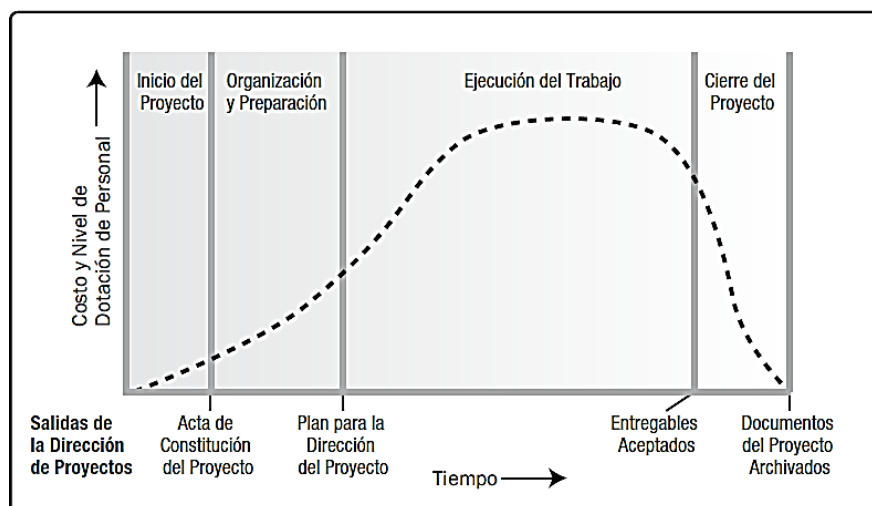 Inicio del
Proyecto
Organización
y Preparación
Ejecución del Trabajo
Cierre del
Proyecto
Costo y Nivel de
Dotación de Personal
Salidas de
la Dirección
de Proyectos
Acta de
Constitución
del Proyecto
Plan para la
Dirección
del Proyecto
Entregables
Aceptados
Documentos
del Proyecto
Archivados
Tiempo